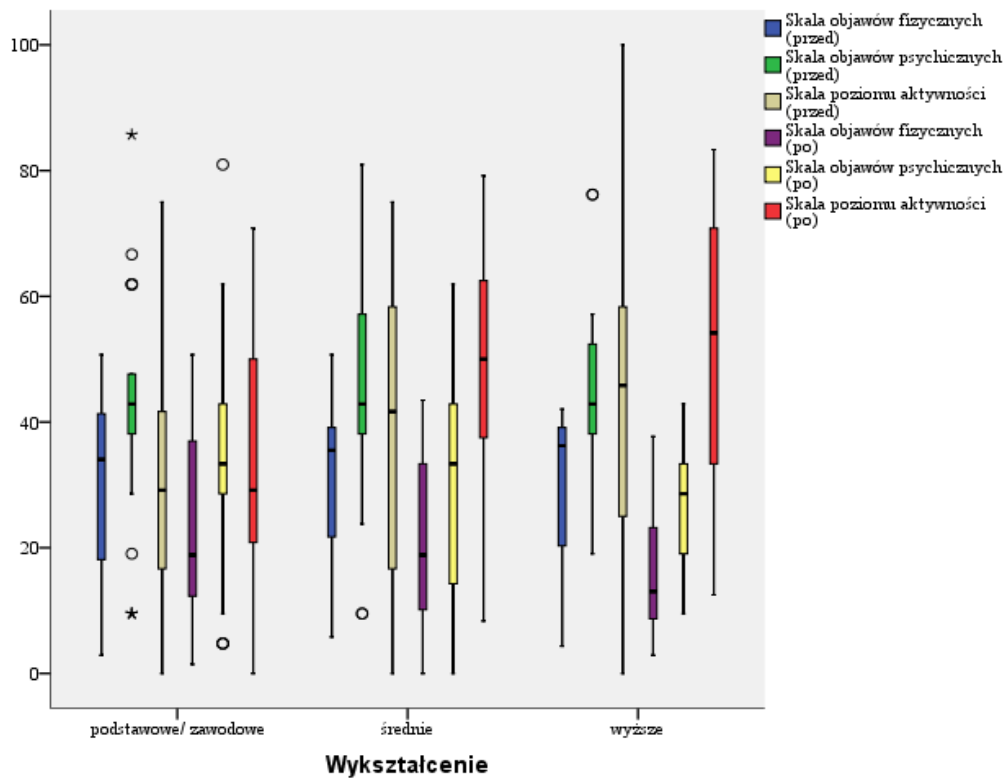 Skala objawów fizycznych
(przed)
Skala objawów psychicznych
(przed)
Skala poziomu aktywności
(przed)
Skala objawów fizycznych
(po)
Skala objawów psychicznych
(po)
Skala poziomu aktywności
(po)
100
80
60
40
20
0
podstawowe/ zawodowe
średnie
wyższe
Wykształcenie